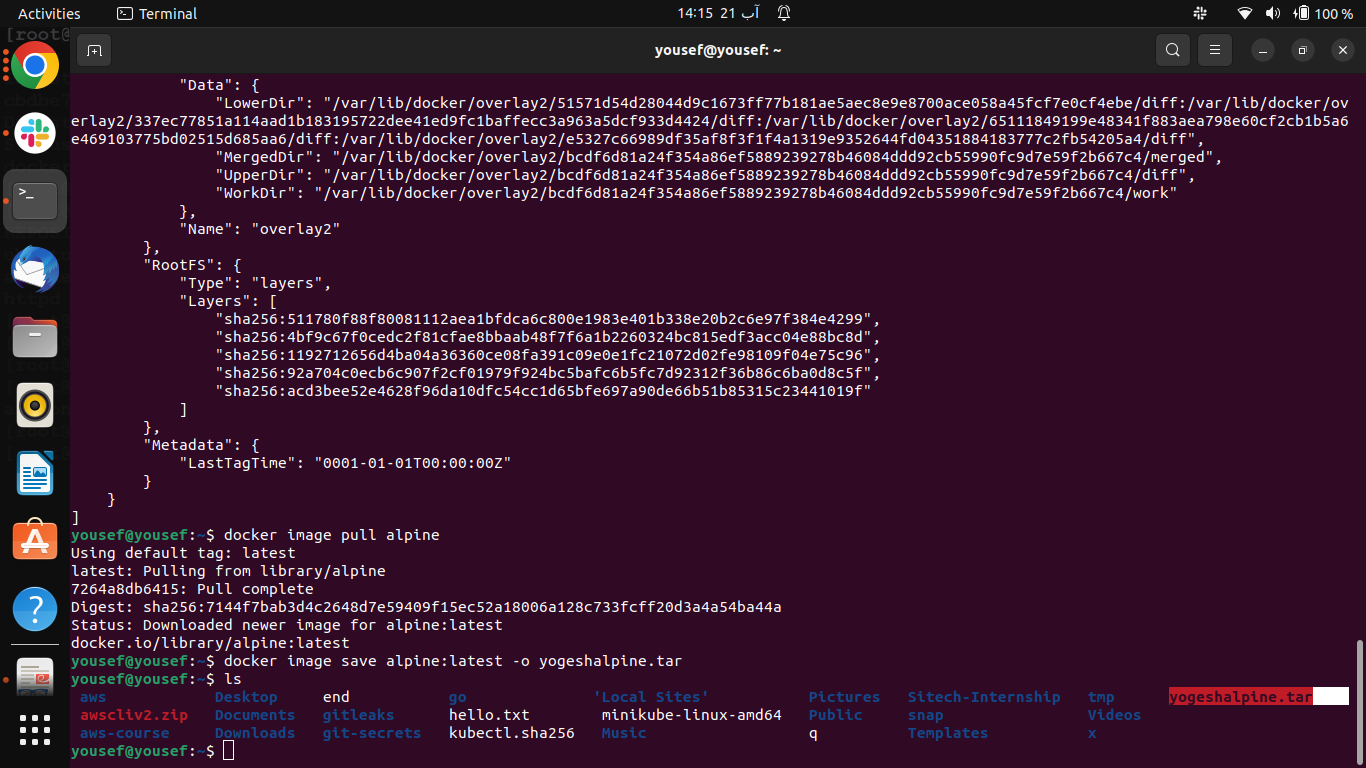 Activities
Terminal
14:15 21 آب
100 %
[root@
yousef@yousef: ~
"Data": {
"LowerDir": "/var/lib/docker/overlay2/51571d54d28044d9c1673ff77b181ae5aec8e9e8700ace058a45fcf7e0cf4ebe/diff:/var/lib/docker/ov
erlay2/337ec77851a114aad1b183195722dee41ed9fc1baffecc3a963a5dcf933d4424/diff:/var/lib/docker/overlay2/65111849199e48341f883aea798e60cf2cb1b5a6
e469103775bd02515d685aa6/diff:/var/lib/docker/overlay2/e5327c66989df35af8f3f1f4a1319e9352644fd04351884183777c2fb54205a4/diff",
"MergedDir": "/var/lib/docker/overlay2/bcdf6d81a24f354a86ef5889239278b46084ddd92cb55990fc9d7e59f2b667c4/merged",
"UpperDir": "/var/lib/docker/overlay2/bcdf6d81a24f354a86ef5889239278b46084ddd92cb55990fc9d7e59f2b667c4/diff",
"WorkDir": "/var/lib/docker/overlay2/bcdf6d81a24f354a86ef5889239278b46084ddd92cb55990fc9d7e59f2b667c4/work"
},
"Name": "overlay2"
},
"RootFS": {
"Type": "layers",
"Layers": [
"sha256:511780f88f80081112aea1bfdca6c800e1983e401b338e20b2c6e97f384e4299",
"sha256:4bf9c67f0cedc2f81cfae8bbaab48f7f6a1b2260324bc815edf3acc04e88bc8d",
"sha256:1192712656d4ba04a36360ce08fa391c09e0e1fc21072d02fe98109f04e75c96",
"sha256:92a704c0ecb6c907f2cf01979f924bc5bafc6b5fc7d92312f36b86c6ba0d8c5f",
"sha256:acd3bee52e4628f96da10dfc54cc1d65bfe697a90de66b51b85315c23441019f"
]
},
"Metadata": {
"LastTagTime": "0001-01-01T00:00:00Z"
}
}
]
yousef@yousef:~$ docker image pull alpine
Using default tag: latest
latest: Pulling from library/alpine
7264a8db6415: Pull complete
Digest: sha256:7144f7bab3d4c2648d7e59409f15ec52a18006a128c733fcff20d3a4a54ba44a
Status: Downloaded newer image for alpine:latest
docker.io/library/alpine:latest
yousef@yousef:~$ docker image save alpine:latest -o yogeshalpine.tar
yousef@yousef:~$ ls
aws Desktop end go 'Local Sites' Pictures Sitech-Internship tmp yogeshalpine.tar
awscliv2.zip Documents gitleaks hello.txt minikube-linux-amd64 Public snap Videos
aws-course Downloads git-secrets kubectl.sha256 Music q Templates x
yousef@yousef:~$